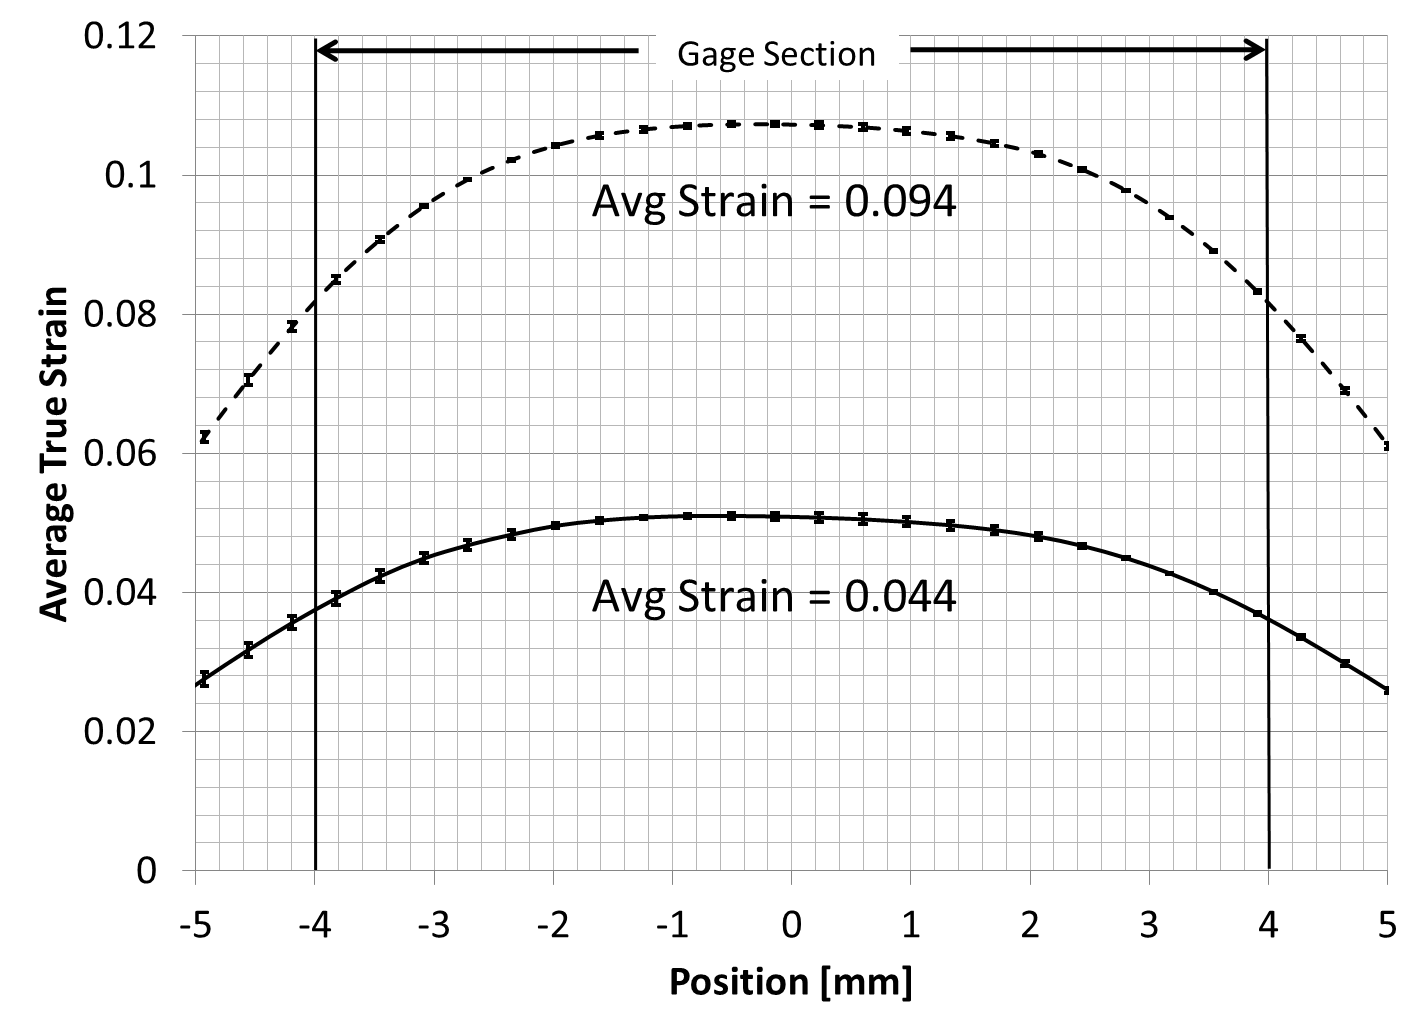 Gage Section
0.12
0.1
0.08
0.06
0.04
0.02
0
Average True Strain
Avg Strain = 0.094
Avg Strain = 0.044
-5 -4 -3 -2 -1 0 1 2 3 4 5
Position [mm]